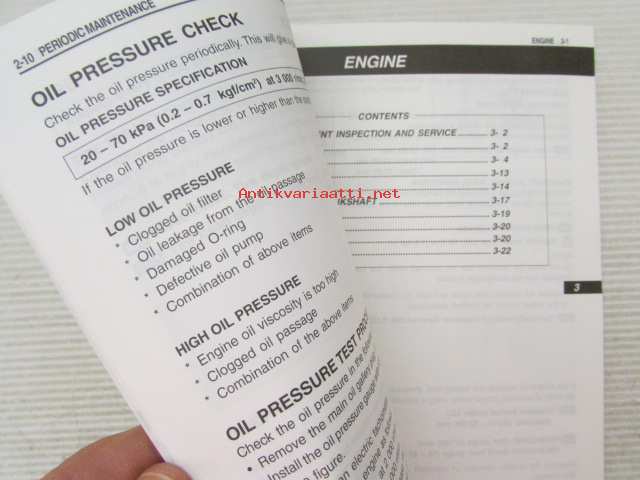 2-10 PERIODIC MAINTENANCE
OIL PRESSURE CHECK
Check the oil pressure periodically. This will give a
OIL PRESSURE SPECIFICATION
20 – 70 kPa (0.2 – 0.7 kgf/cm²) at 3 000
If the oil pressure is lower or higher than the
LOW OIL PRESSURE
• Clogged oil filter
• Oil leakage from the oil passage
• Damaged O-ring
• Defective oil pump
• Combination of above items
HIGH OIL PRESSURE
• Engine oil viscosity is too high
• Clogged oil passage
• Combination of the above items
OIL PRESSURE TEST
Check the oil pressure in the
• Remove the main oil gallery
• Install the oil pressure gauge
figure.
an electric
engine as
ENGINE 3-1
ENGINE
CONTENTS
NT INSPECTION AND SERVICE 3- 2
3- 2
3- 4
3-13
3-14
NKSHAFT 3-17
3-19
3-20
3-20
3-22
3
Antikvariaatti.net